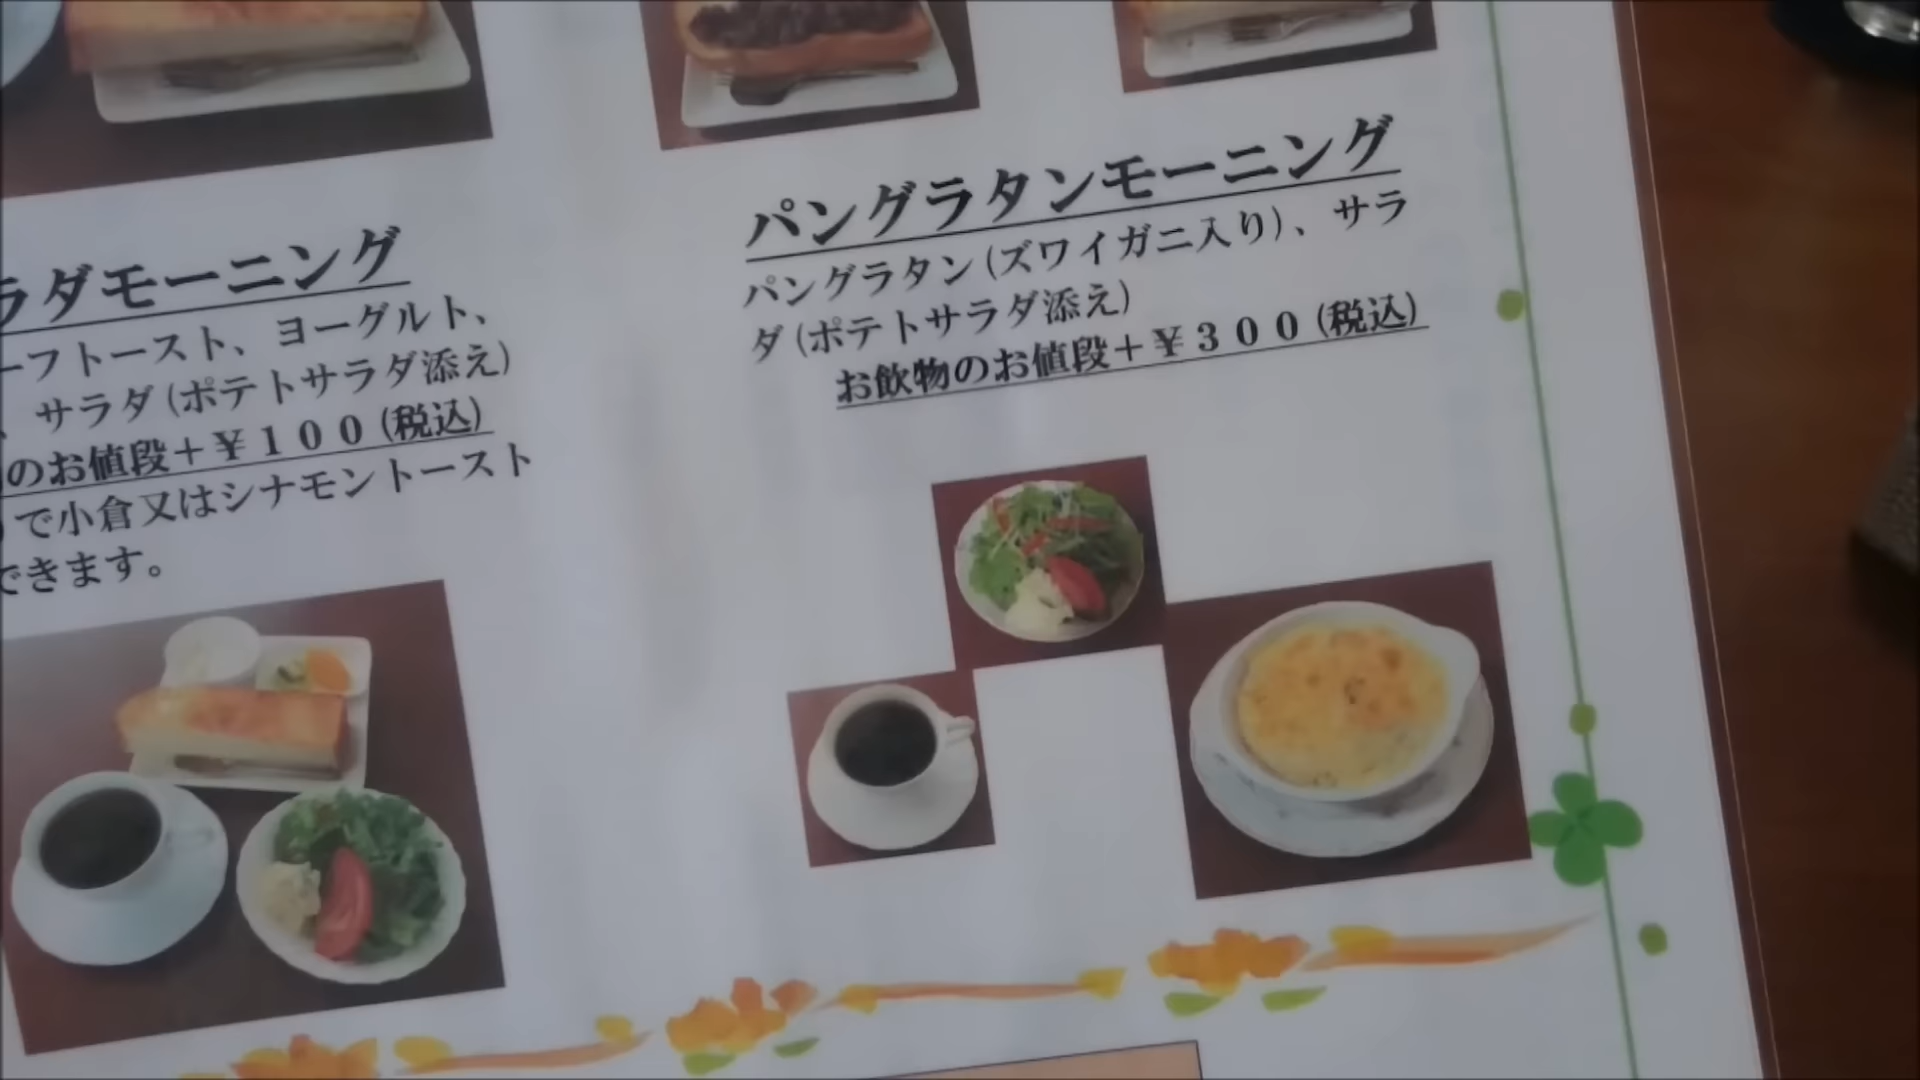 ラダモーニング
ーフトースト、ヨーグルト、
、サラダ(ポテトサラダ添え)
のお値段＋￥１００(税込)
で小倉又はシナモントースト
できます。
パングラタンモーニング
パングラタン(ズワイガニ入り)、サラ
ダ(ポテトサラダ添え)
お飲物のお値段＋￥３００(税込)